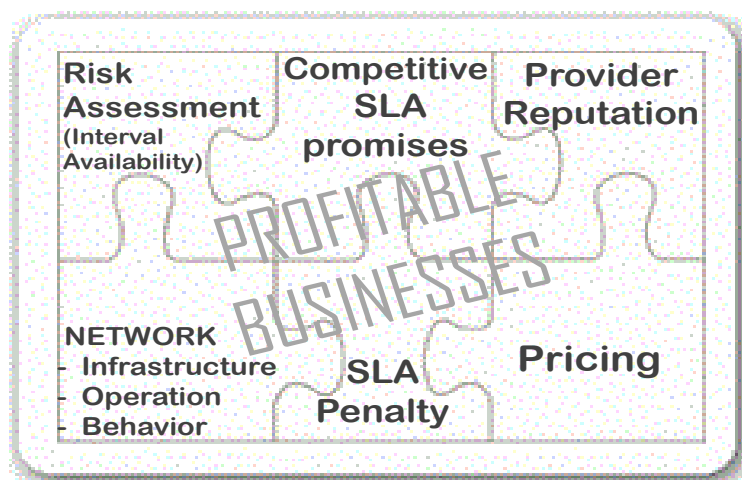 Risk
Assessment
(Interval
Availability)
Competitive
SLA
promises
Provider
Reputation
PROFITABLE
BUSINESSES
NETWORK
- Infrastructure
- Operation
- Behavior
SLA
Penalty
Pricing